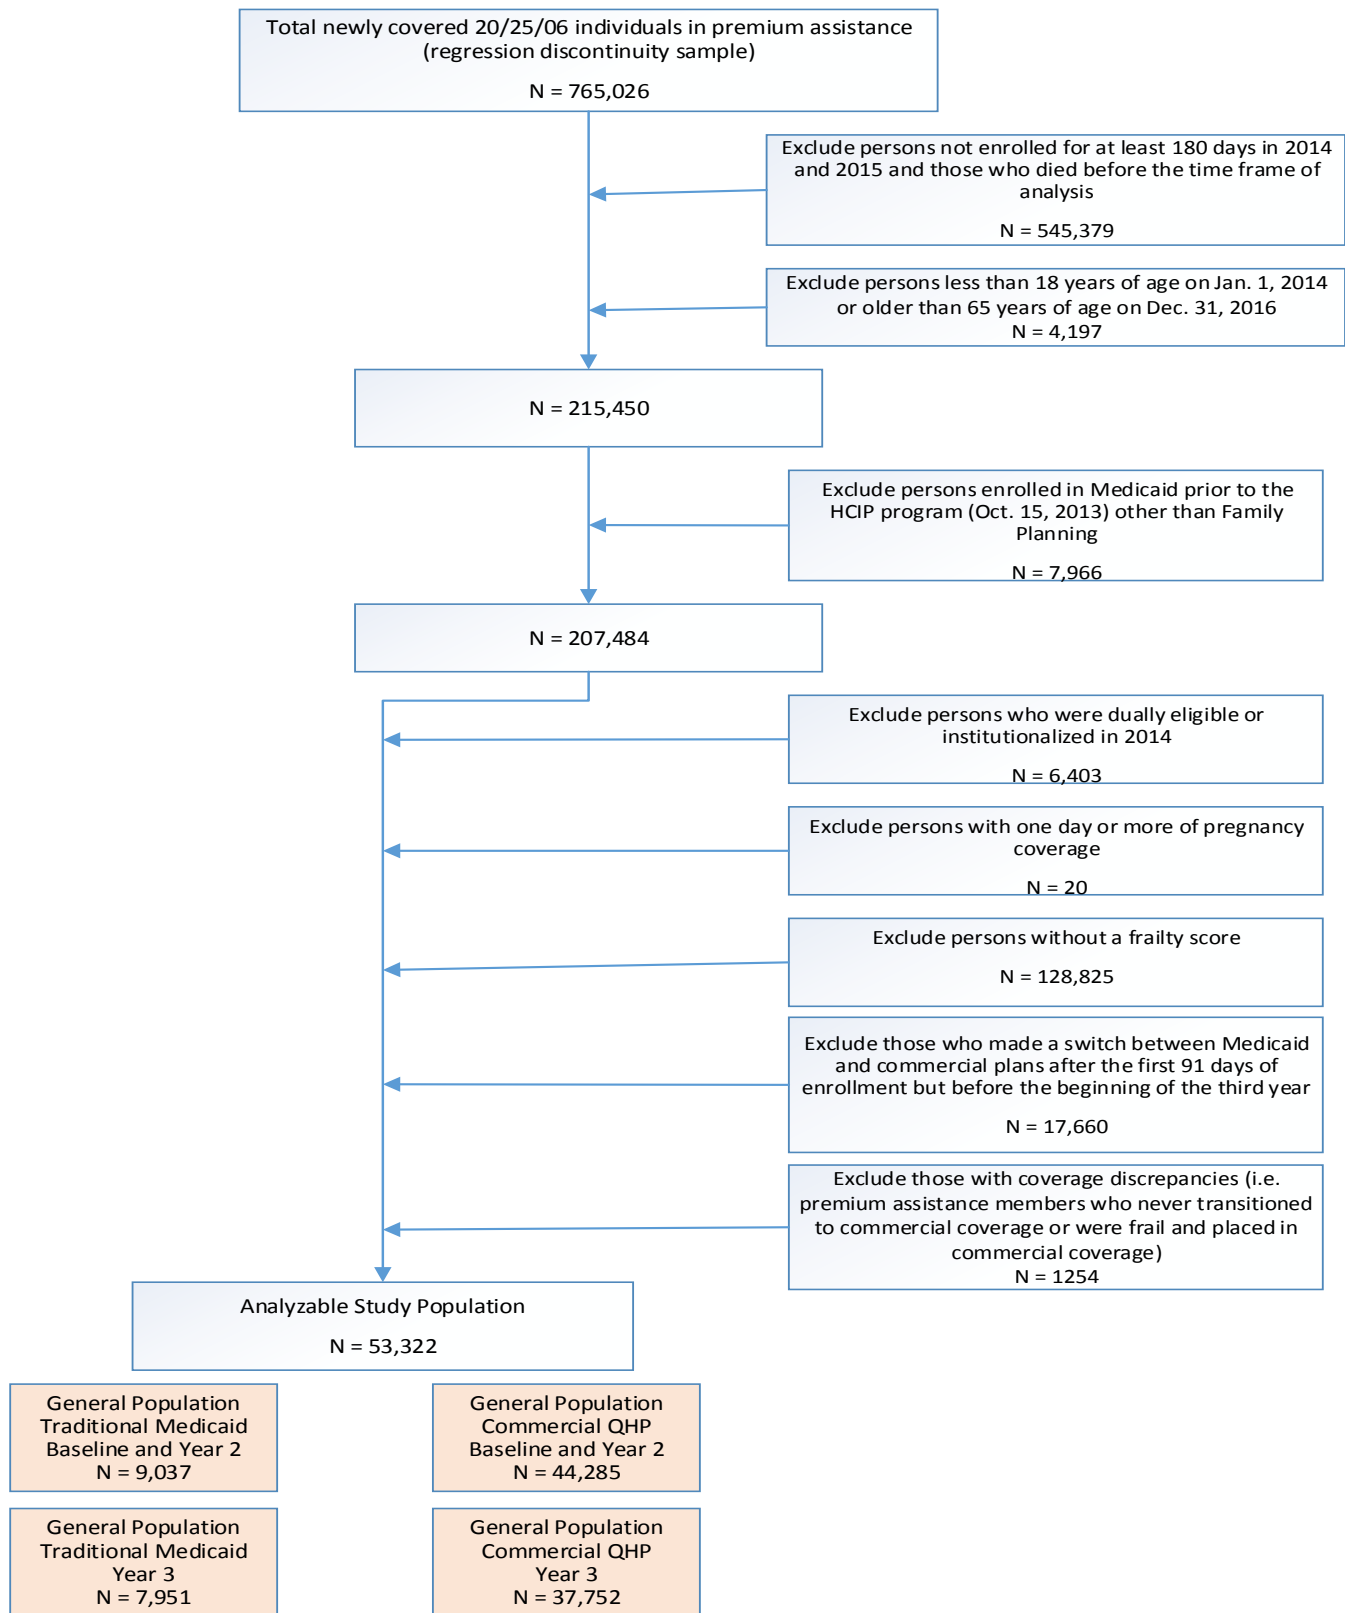 Total newly covered 20/25/06 individuals in premium assistance
(regression discontinuity sample)
N = 765,026
Exclude persons not enrolled for at least 180 days in 2014
and 2015 and those who died before the time frame of
analysis
N = 545,379
Exclude persons less than 18 years of age on Jan. 1, 2014
or older than 65 years of age on Dec. 31, 2016
N = 4,197
N = 215,450
Exclude persons enrolled in Medicaid prior to the
HCIP program (Oct. 15, 2013) other than Family
Planning
N = 7,966
N = 207,484
Exclude persons who were dually eligible or
institutionalized in 2014
N = 6,403
Exclude persons with one day or more of pregnancy
coverage
N = 20
Exclude persons without a frailty score
N = 128,825
Exclude those who made a switch between Medicaid
and commercial plans after the first 91 days of
enrollment but before the beginning of the third year
N = 17,660
Exclude those with coverage discrepancies (i.e.
premium assistance members who never transitioned
to commercial coverage or were frail and placed in
commercial coverage)
N = 1254
Analyzable Study Population
N = 53,322
General Population
Traditional Medicaid
Baseline and Year 2
N = 9,037
General Population
Commercial QHP
Baseline and Year 2
N = 44,285
General Population
Traditional Medicaid
Year 3
N = 7,951
General Population
Commercial QHP
Year 3
N = 37,752